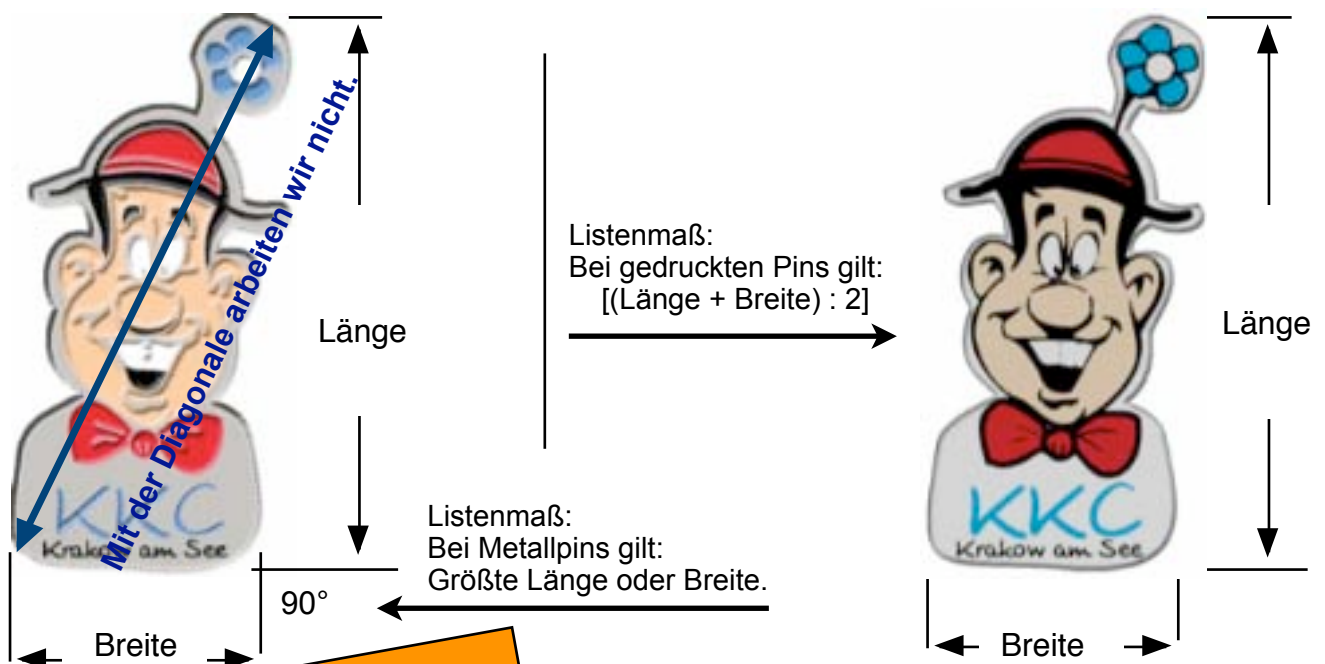 Mit der Diagonale arbeiten wir nicht.
Länge
KKC
Krakow am See
Breite
90°
Listenmaß:
Bei gedruckten Pins gilt:
[(Länge + Breite) : 2]
Listenmaß:
Bei Metallpins gilt:
Größte Länge oder Breite.
Länge
KKC
Krakow am See
Breite